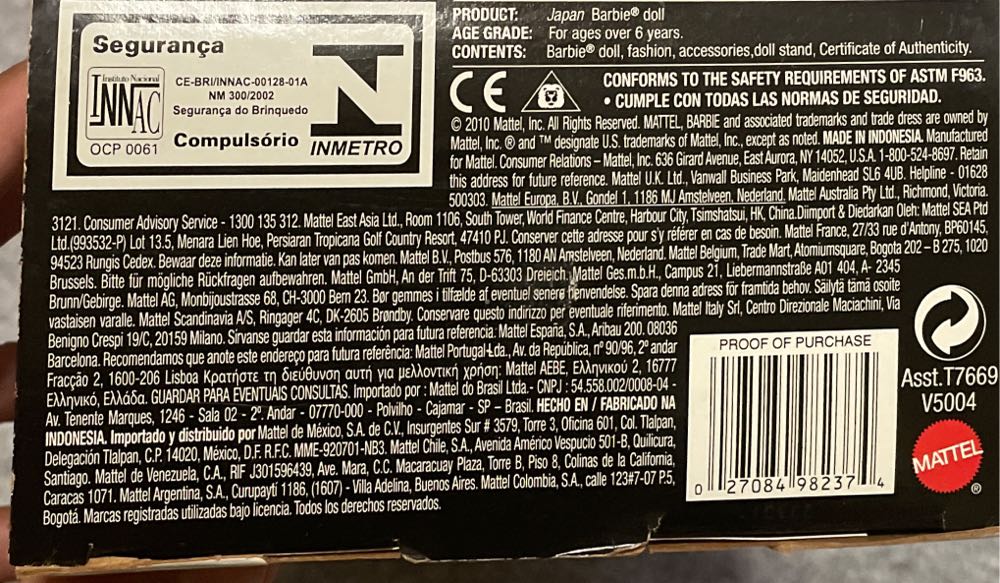 Segurança
Instituto Nacional
INNAC
OCP 0061
CE-BRI/INNAC-00128-01A
NM 300/2002
Segurança do Brinquedo
Compulsório
INMETRO
PRODUCT: Japan Barbie® doll
AGE GRADE: For ages over 6 years.
CONTENTS: Barbie® doll, fashion, accessories,doll stand, Certificate of Authenticity.
CE
CONFORMS TO THE SAFETY REQUIREMENTS OF ASTM F963.
• CUMPLE CON TODAS LAS NORMAS DE SEGURIDAD.
© 2010 Mattel, Inc. All Rights Reserved. MATTEL, BARBIE and associated trademarks and trade dress are owned by
Mattel, Inc. ® and ™ designate U.S. trademarks of Mattel, Inc., except as noted. MADE IN INDONESIA. Manufactured
for Mattel. Consumer Relations – Mattel, Inc. 636 Girard Avenue, East Aurora, NY 14052, U.S.A. 1-800-524-8697. Retain
this address for future reference. Mattel U.K. Ltd., Vanwall Business Park, Maidenhead SL6 4UB. Helpline - 01628
500303. Mattel Europa, B.V., Gondel 1, 1186 MJ Amstelveen, Nederland. Mattel Australia Pty Ltd., Richmond, Victoria.
3121. Consumer Advisory Service - 1300 135 312. Mattel East Asia Ltd., Room 1106, South Tower, World Finance Centre, Harbour City, Tsimshatsui, HK, China.Diimport & Diedarkan Oleh: Mattel SEA Ptd
Ltd.(993532-P) Lot 13.5, Menara Lien Hoe, Persiaran Tropicana Golf Country Resort, 47410 PJ. Conserver cette adresse pour s'y référer en cas de besoin. Mattel France, 27/33 rue d'Antony, BP60145,
94523 Rungis Cedex. Bewaar deze informatie. Kan later van pas komen. Mattel B.V., Postbus 576, 1180 AN Amstelveen, Nederland. Mattel Belgium, Trade Mart, Atomiumsquare, Bogota 202 – B 275, 1020
Brussels. Bitte für mögliche Rückfragen aufbewahren. Mattel GmbH, An der Trift 75, D-63303 Dreieich. Mattel Ges.m.b.H., Campus 21, Liebermannstraße A01 404, A- 2345
Brunn/Gebirge. Mattel AG, Monbijoustrasse 68, CH-3000 Bern 23. Bør gemmes i tilfælde af eventuel senere henvendelse. Spara denna adress för framtida behov. Säilytä tämä osoite
vastaisen varalle. Mattel Scandinavia A/S, Ringager 4C, DK-2605 Brøndby. Conservare questo indirizzo per eventuale riferimento. Mattel Italy Srl, Centro Direzionale Maciachini, Via
Benigno Crespi 19/C, 20159 Milano. Sírvanse guardar esta información para futura referencia: Mattel España, S.A., Aribau 200. 08036
Barcelona. Recomendamos que anote este endereço para futura referência: Mattel Portugal Lda., Av. da República, nº 90/96, 2º andar
Fracção 2, 1600-206 Lisboa Κρατήστε τη διεύθυνση αυτή για μελλοντική χρήση: Mattel AEBE, Ελληνικού 2, 16777
Ελληνικό, Ελλάδα. GUARDAR PARA EVENTUAIS CONSULTAS. Importado por : Mattel do Brasil Ltda.- CNPJ : 54.558.002/0008-04 -
Av. Tenente Marques, 1246 - Sala 02 - 2º. Andar - 07770-000 - Polvilho - Cajamar - SP – Brasil. HECHO EN / FABRICADO NA
INDONESIA. Importado y distribuido por Mattel de México, S.A. de C.V., Insurgentes Sur # 3579, Torre 3, Oficina 601, Col. Tlalpan,
Delegación Tlalpan, C.P. 14020, México, D.F. R.F.C. MME-920701-NB3. Mattel Chile, S.A., Avenida Américo Vespucio 501-B, Quilicura,
Santiago. Mattel de Venezuela, C.A., RIF J301596439, Ave. Mara, C.C. Macaracuay Plaza, Torre B, Piso 8, Colinas de la California,
Caracas 1071. Mattel Argentina, S.A., Curupaytí 1186, (1607) - Villa Adelina, Buenos Aires. Mattel Colombia, S.A., calle 123#7-07 P.5,
Bogotá. Marcas registradas utilizadas bajo licencia. Todos los derechos reservados.
PROOF OF PURCHASE
0 27084 98237 4
Asst.T7669
V5004
MATTEL
®